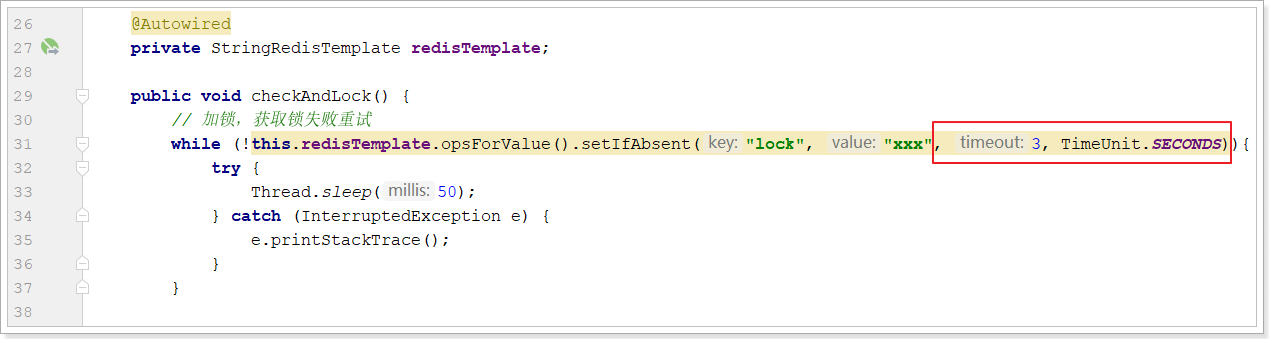 26 @Autowired
27 private StringRedisTemplate redisTemplate;
28
29 public void checkAndLock() {
30 // 加锁，获取锁失败重试
31 while (!this.redisTemplate.opsForValue().setIfAbsent( key: "lock", value: "xxx", timeout: 3, TimeUnit.SECONDS)){
32 try {
33 Thread.sleep( millis: 50);
34 } catch (InterruptedException e) {
35 e.printStackTrace();
36 }
37 }
38